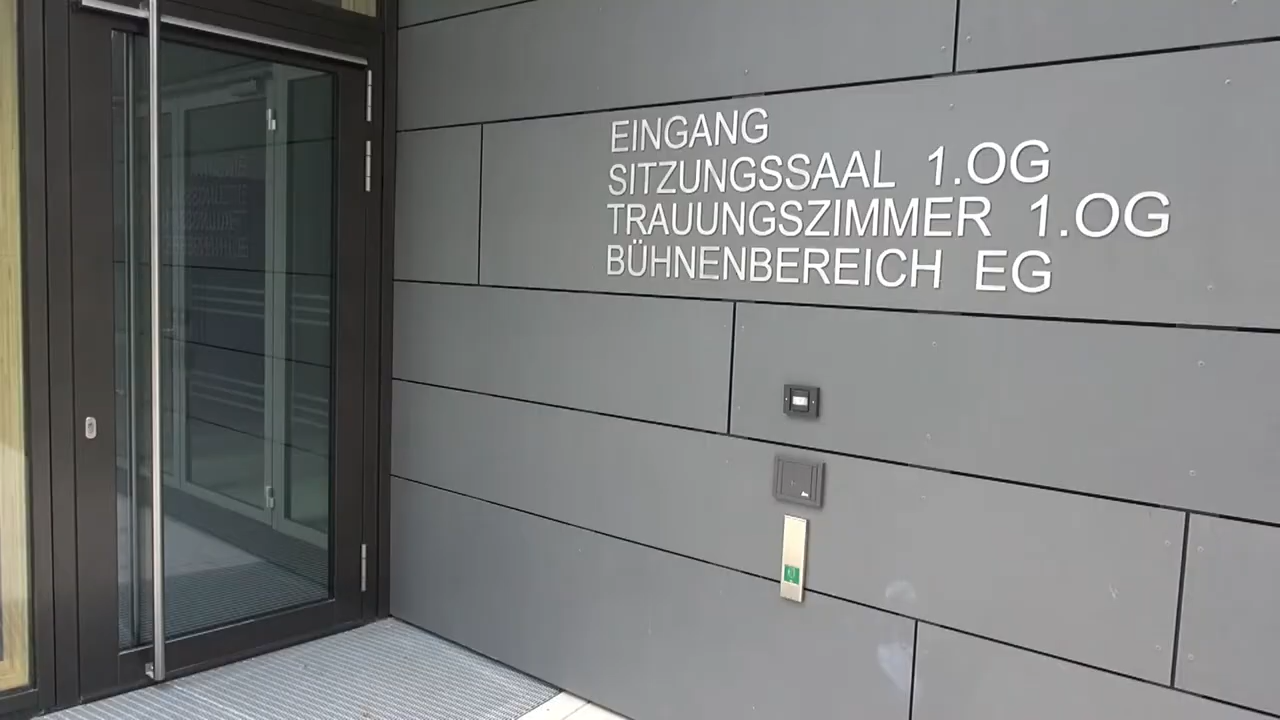 EINGANG
SITZUNGSSAAL 1.OG
TRAUUNGSZIMMER 1.OG
BÜHNENBEREICH EG